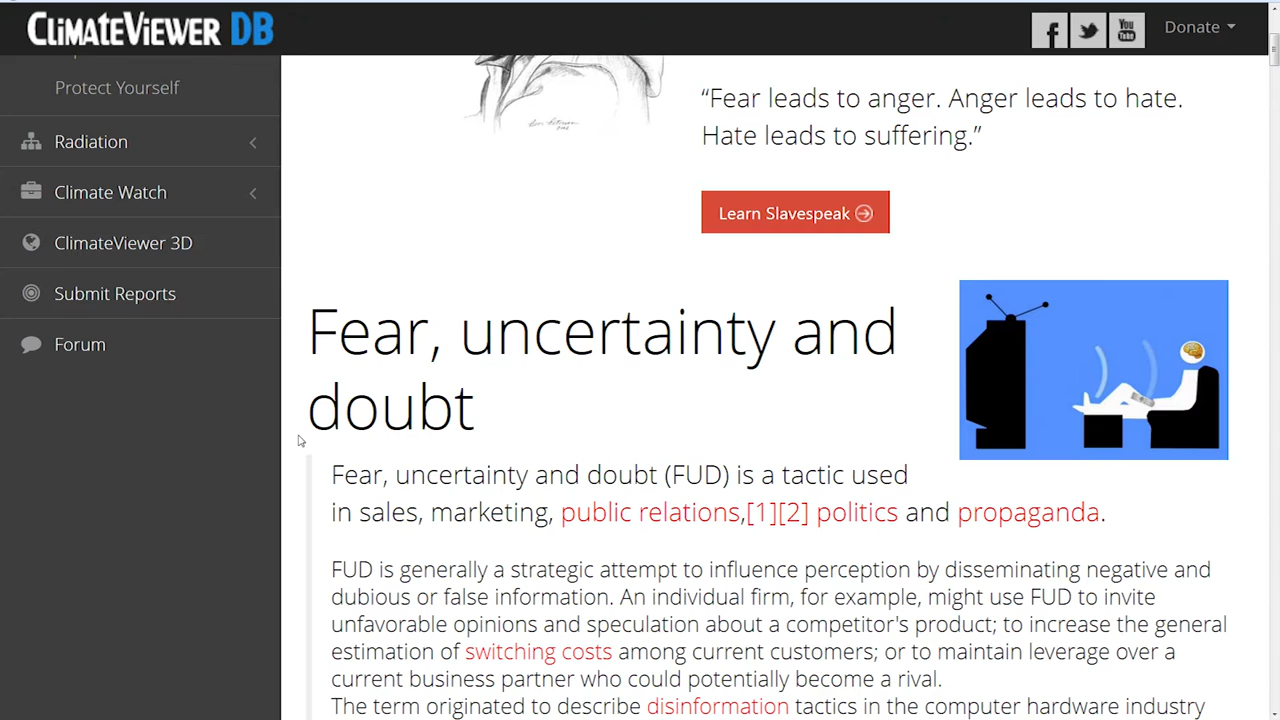 CLIMATEVIEWER DB
Donate
Protect Yourself
Radiation
Climate Watch
ClimateViewer 3D
Submit Reports
Forum
“Fear leads to anger. Anger leads to hate.
Hate leads to suffering.”
Learn Slavespeak
Fear, uncertainty and
doubt
Fear, uncertainty and doubt (FUD) is a tactic used
in sales, marketing, public relations,[1][2] politics and propaganda.
FUD is generally a strategic attempt to influence perception by disseminating negative and
dubious or false information. An individual firm, for example, might use FUD to invite
unfavorable opinions and speculation about a competitor's product; to increase the general
estimation of switching costs among current customers; or to maintain leverage over a
current business partner who could potentially become a rival.
The term originated to describe disinformation tactics in the computer hardware industry